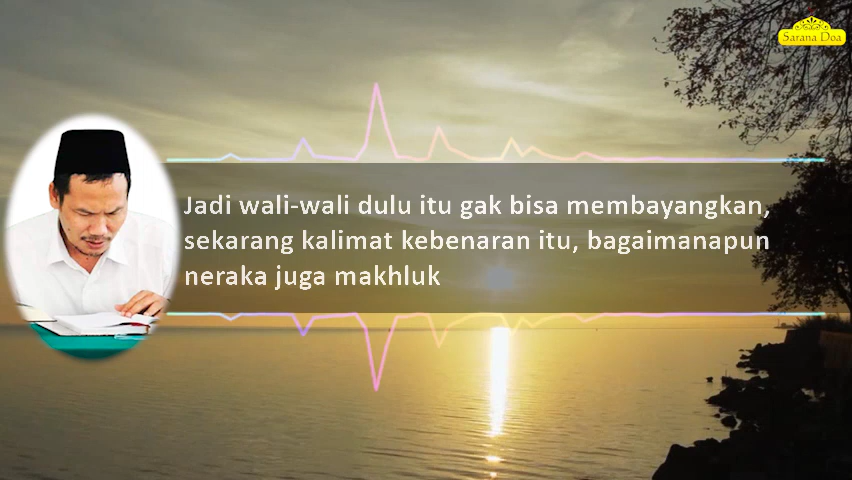 Sarana Doa
Jadi wali-wali dulu itu gak bisa membayangkan,
sekarang kalimat kebenaran itu, bagaimanapun
neraka juga makhluk